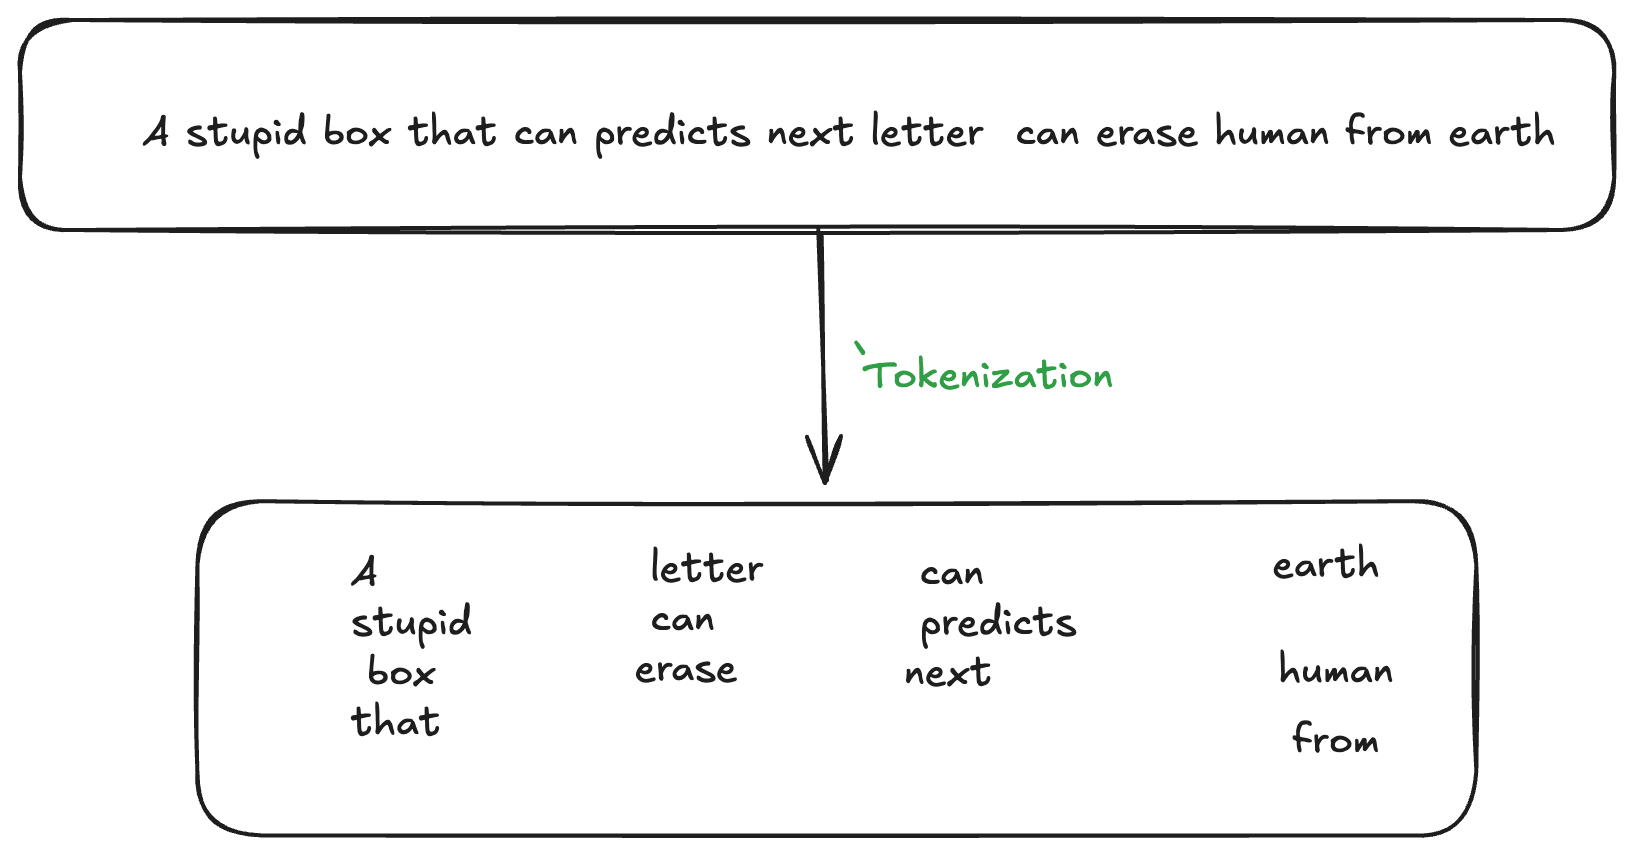 A stupid box that can predicts next letter can erase human from earth
`Tokenization
A
stupid
box
that
letter
can
erase
can
predicts
next
earth
human
from